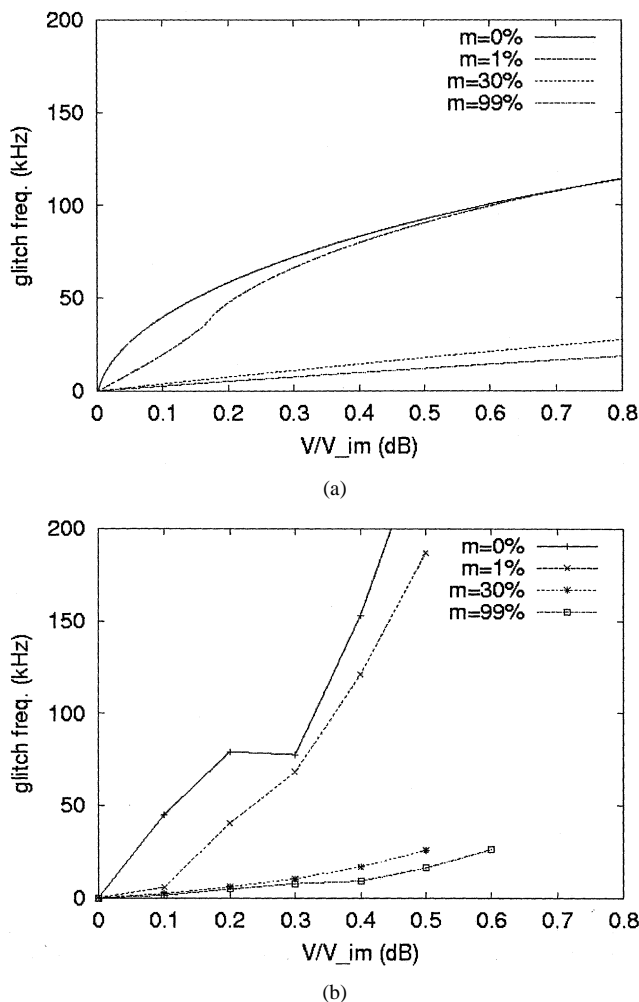 200
150
100
50
0
glitch freq. (kHz)
m=0%
m=1%
m=30%
m=99%
0 0.1 0.2 0.3 0.4 0.5 0.6 0.7 0.8
V/V_im (dB)
(a)
200
150
100
50
0
glitch freq. (kHz)
m=0%
m=1%
m=30%
m=99%
0 0.1 0.2 0.3 0.4 0.5 0.6 0.7 0.8
V/V_im (dB)
(b)